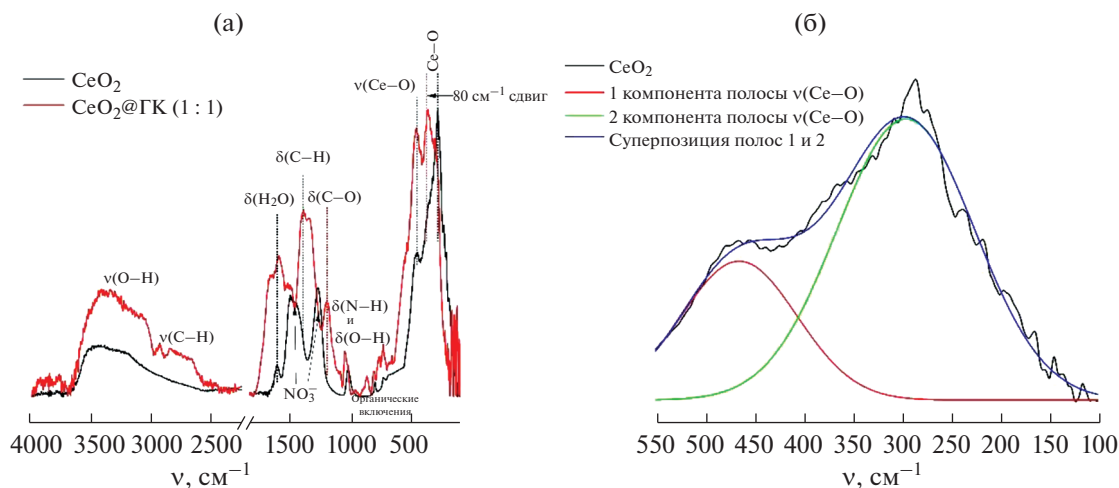 (а)
CeO₂
CeO₂@ГК (1 : 1)
ν(Ce–O)
Ce–O
80 см⁻¹ сдвиг
δ(C–H)
δ(H₂O)
δ(C–O)
ν(O–H)
ν(C–H)
δ(N–H)
и
δ(O–H)
NO₃⁻
Органические
включения
4000 3500 3000 2500 1500 1000 500
ν, см⁻¹
(б)
CeO₂
1 компонента полосы ν(Ce–O)
2 компонента полосы ν(Ce–O)
Суперпозиция полос 1 и 2
550 500 450 400 350 300 250 200 150 100
ν, см⁻¹